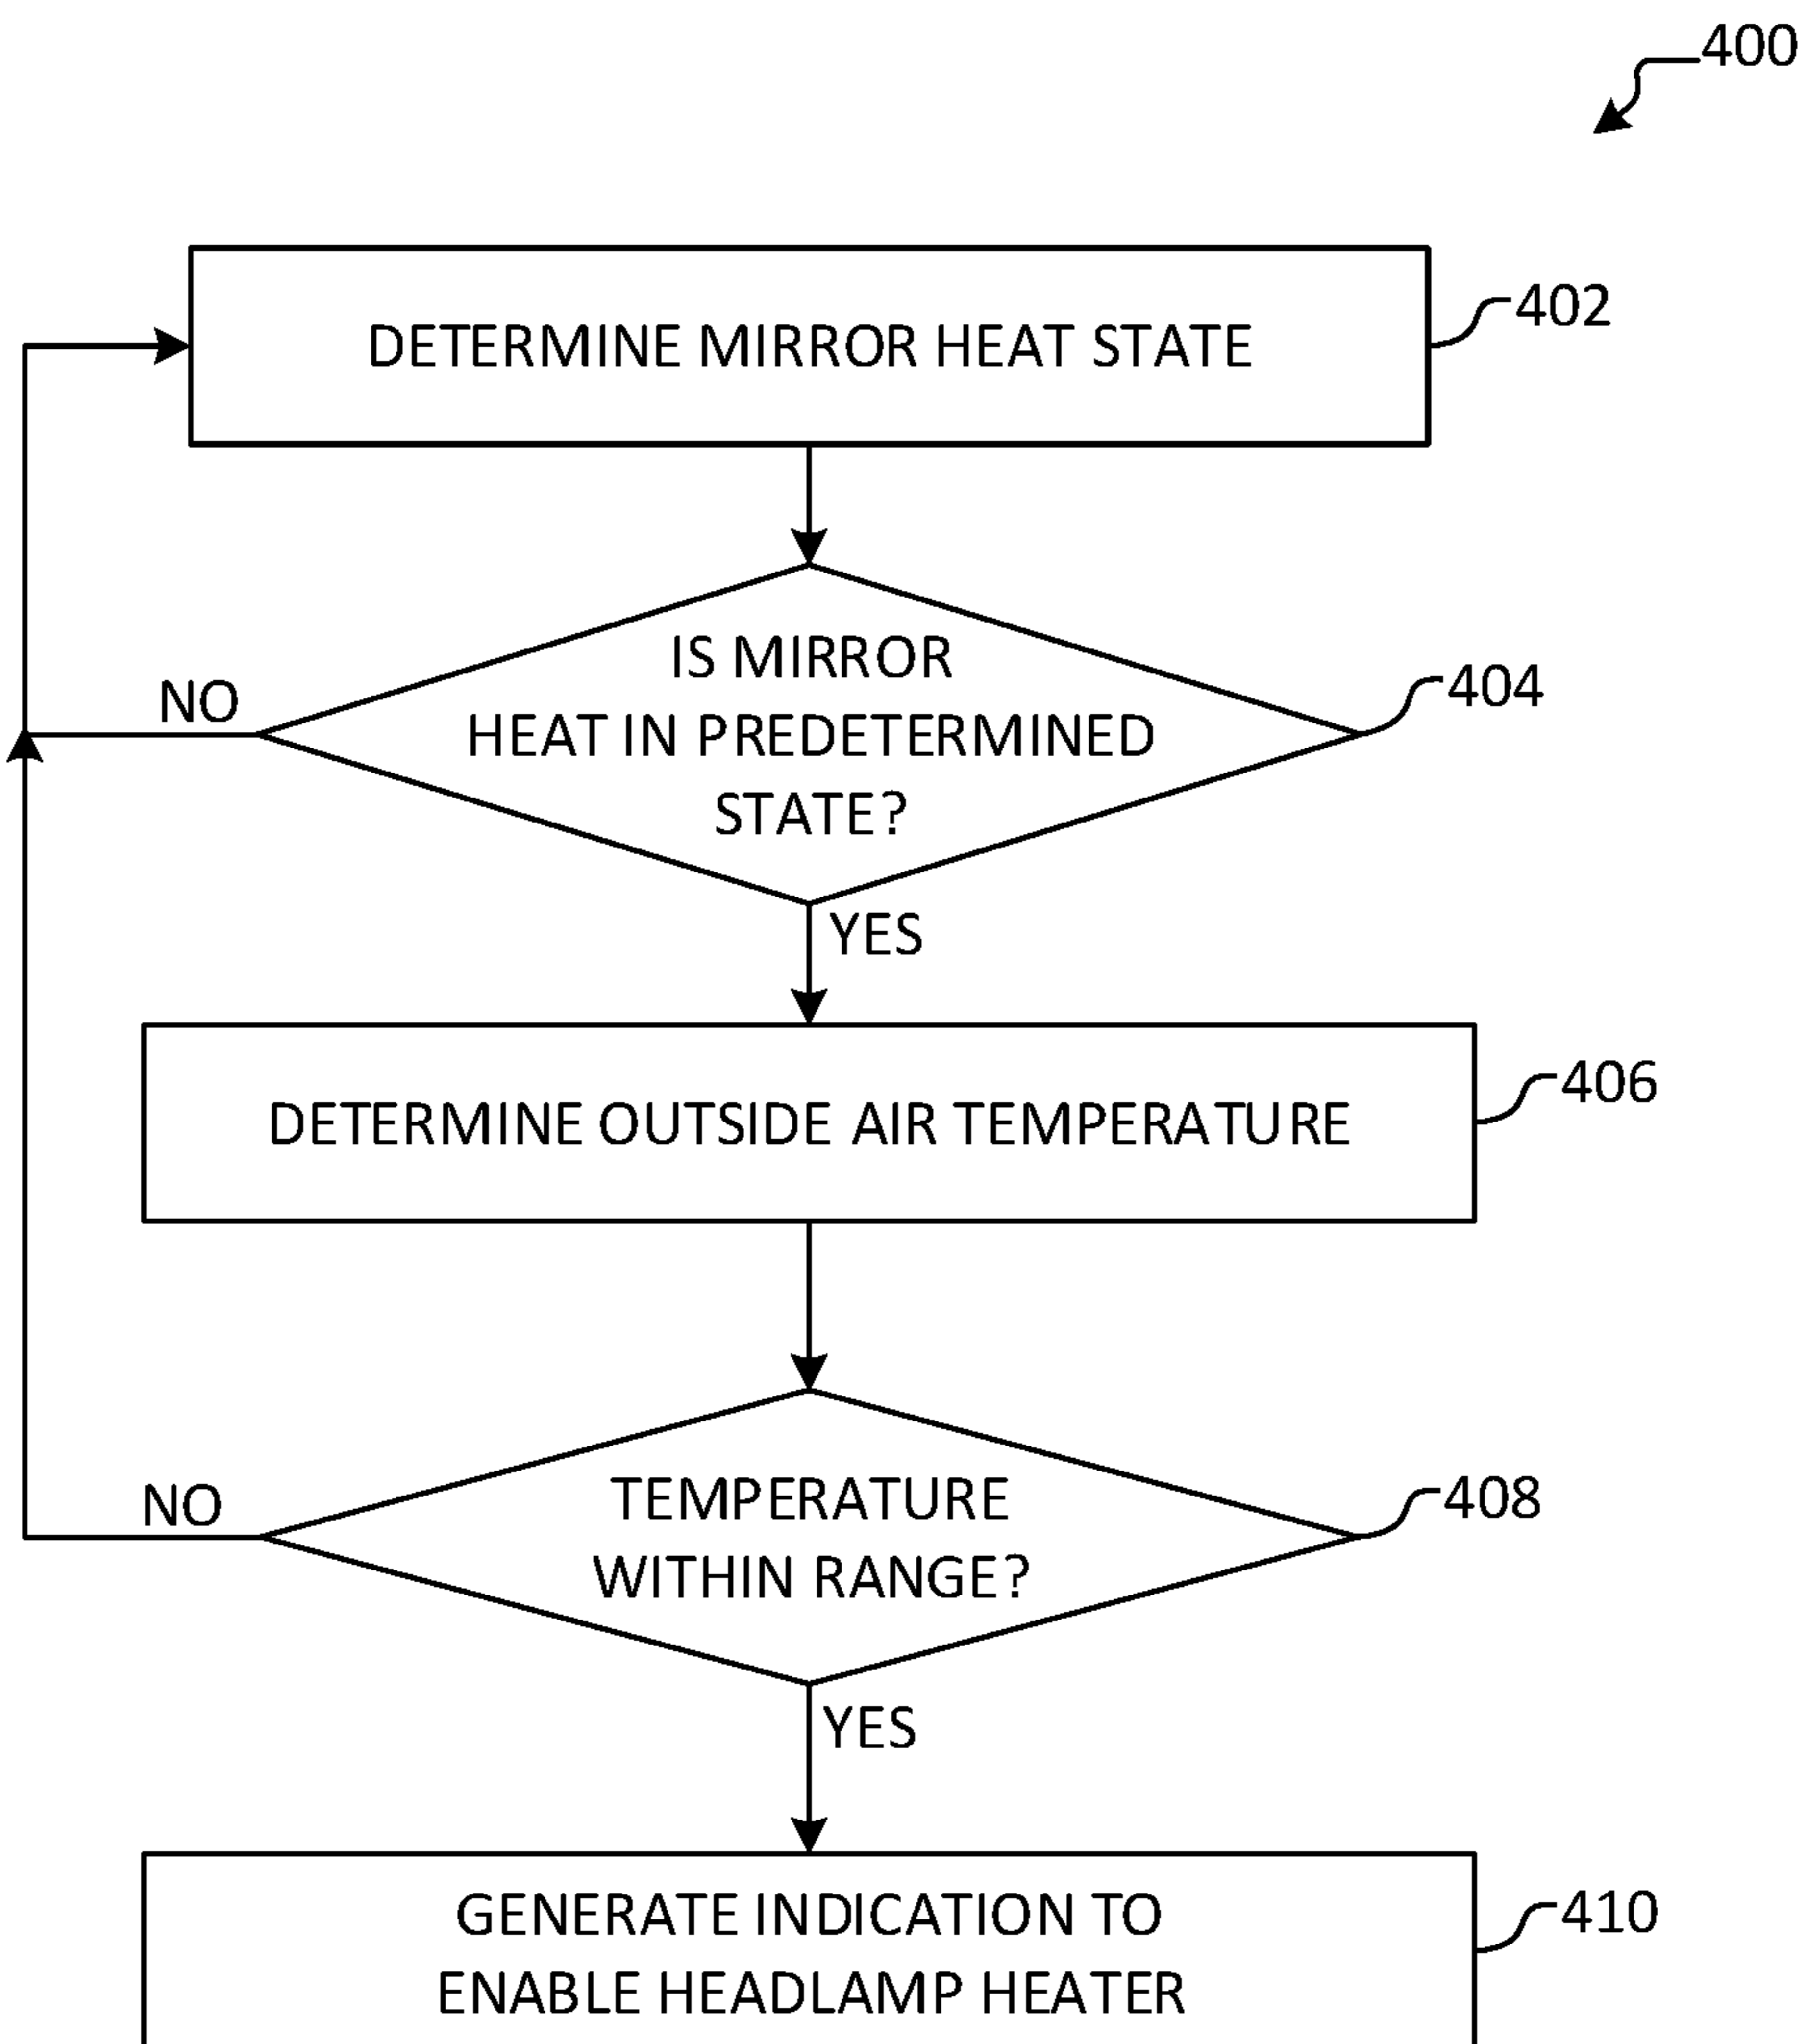 400
DETERMINE MIRROR HEAT STATE
402
IS MIRROR
HEAT IN PREDETERMINED
STATE?
404
NO
YES
DETERMINE OUTSIDE AIR TEMPERATURE
406
TEMPERATURE
WITHIN RANGE?
408
NO
YES
GENERATE INDICATION TO
ENABLE HEADLAMP HEATER
410